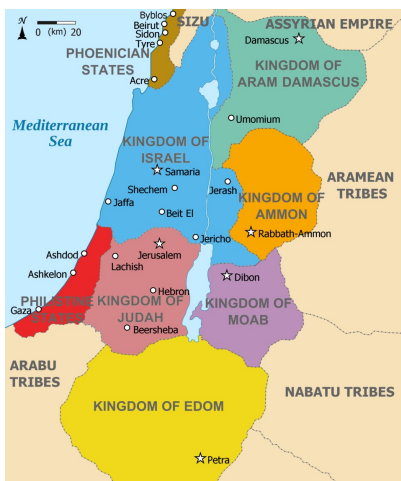 Byblos
Beirut
Sidon
Tyre
SIZU
ASSYRIAN EMPIRE
N
0 (km) 20
PHOENICIAN
STATES
Damascus
KINGDOM OF
ARAM DAMASCUS
Acre
Mediterranean
Sea
Umomium
KINGDOM OF
ISRAEL
Samaria
ARAMEAN
TRIBES
Shechem
Jerash
KINGDOM OF
AMMON
Jaffa
Beit El
Rabbath-Ammon
Jericho
Ashdod
Jerusalem
Lachish
Ashkelon
Dibon
Hebron
Gaza
PHILISTINE
STATES
KINGDOM OF
JUDAH
KINGDOM OF
MOAB
Beersheba
ARABU
TRIBES
NABATU TRIBES
KINGDOM OF EDOM
Petra